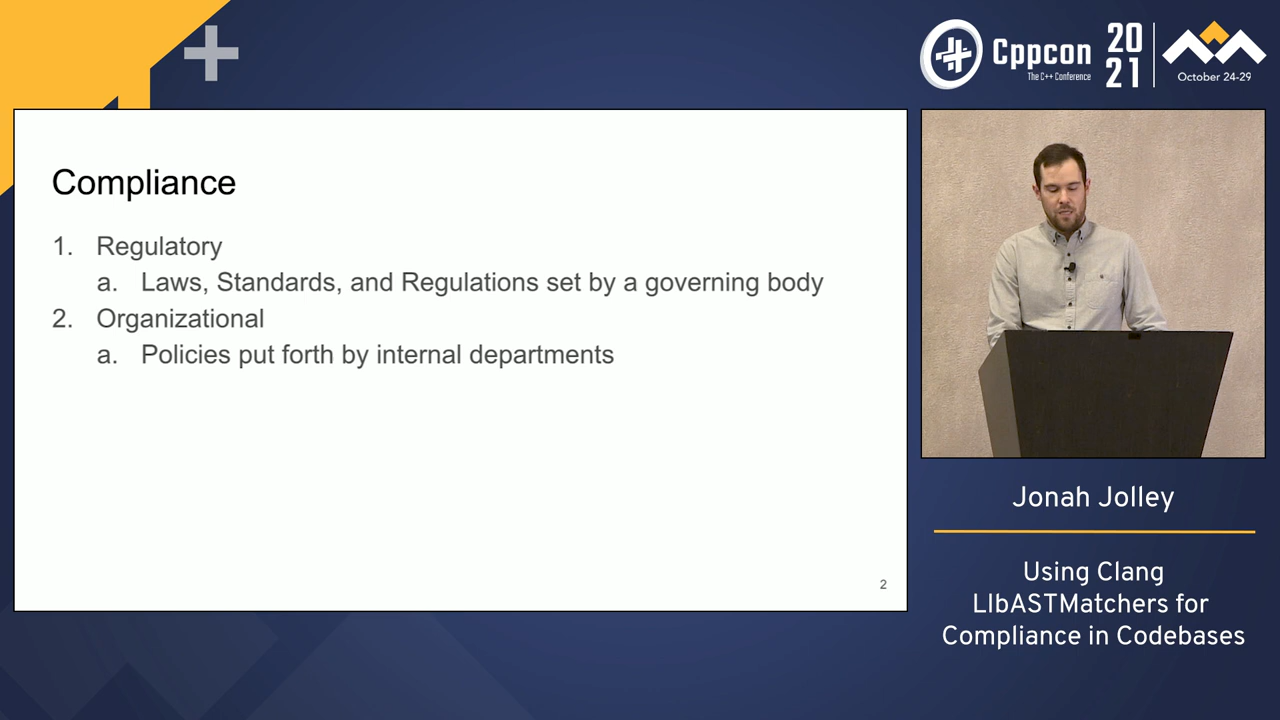 Cppcon
The C++ Conference
20
21
October 24-29
Compliance
1. Regulatory
a. Laws, Standards, and Regulations set by a governing body
2. Organizational
a. Policies put forth by internal departments
2
Jonah Jolley
Using Clang
LIbASTMatchers for
Compliance in Codebases